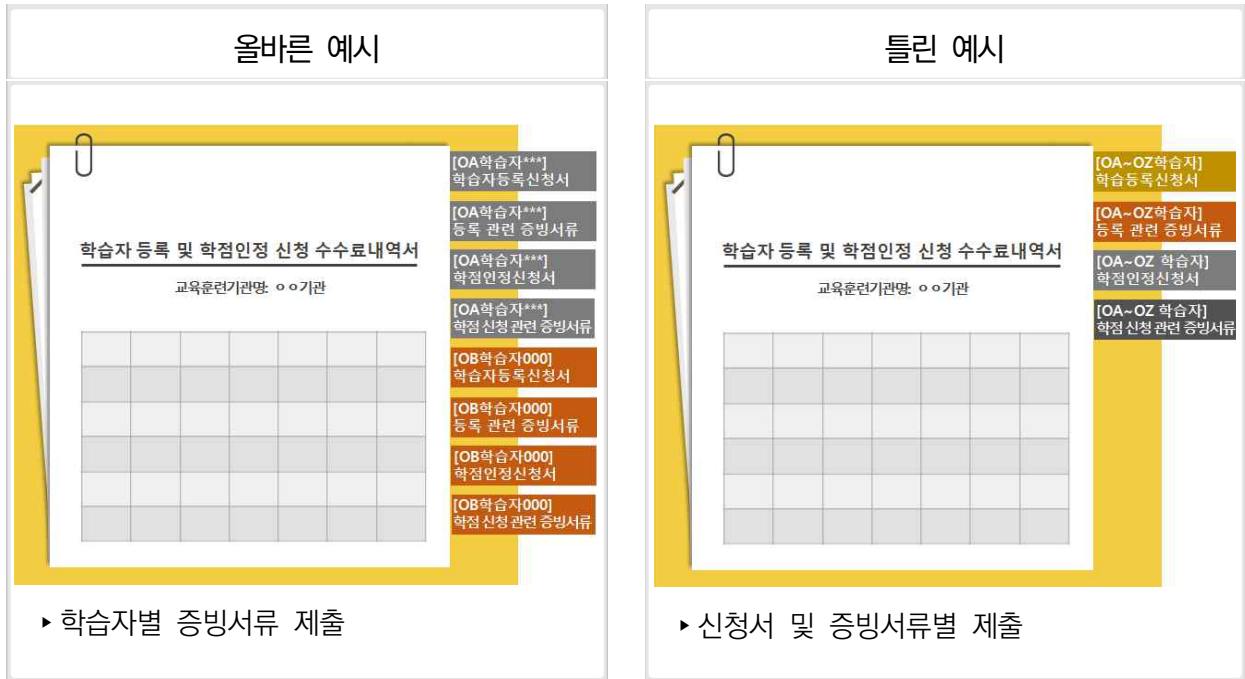 올바른 예시
[OA학습자***]
학습자등록신청서
[OA학습자***]
등록 관련 증빙서류
학습자 등록 및 학점인정 신청 수수료내역서
[OA학습자***]
학점인정신청서
교육훈련기관명: ㅇㅇ기관
[OA학습자***]
학점 신청 관련 증빙서류
[OB학습자000]
학습자등록신청서
[OB학습자000]
등록 관련 증빙서류
[OB학습자000]
학점인정신청서
[OB학습자000]
학점 신청 관련 증빙서류
▸학습자별 증빙서류 제출
틀린 예시
[OA~OZ학습자]
학습등록신청서
[OA~OZ학습자]
등록 관련 증빙서류
학습자 등록 및 학점인정 신청 수수료내역서
[OA~OZ 학습자]
학점인정신청서
교육훈련기관명: ㅇㅇ기관
[OA~OZ 학습자]
학점 신청 관련 증빙서류
▸신청서 및 증빙서류별 제출